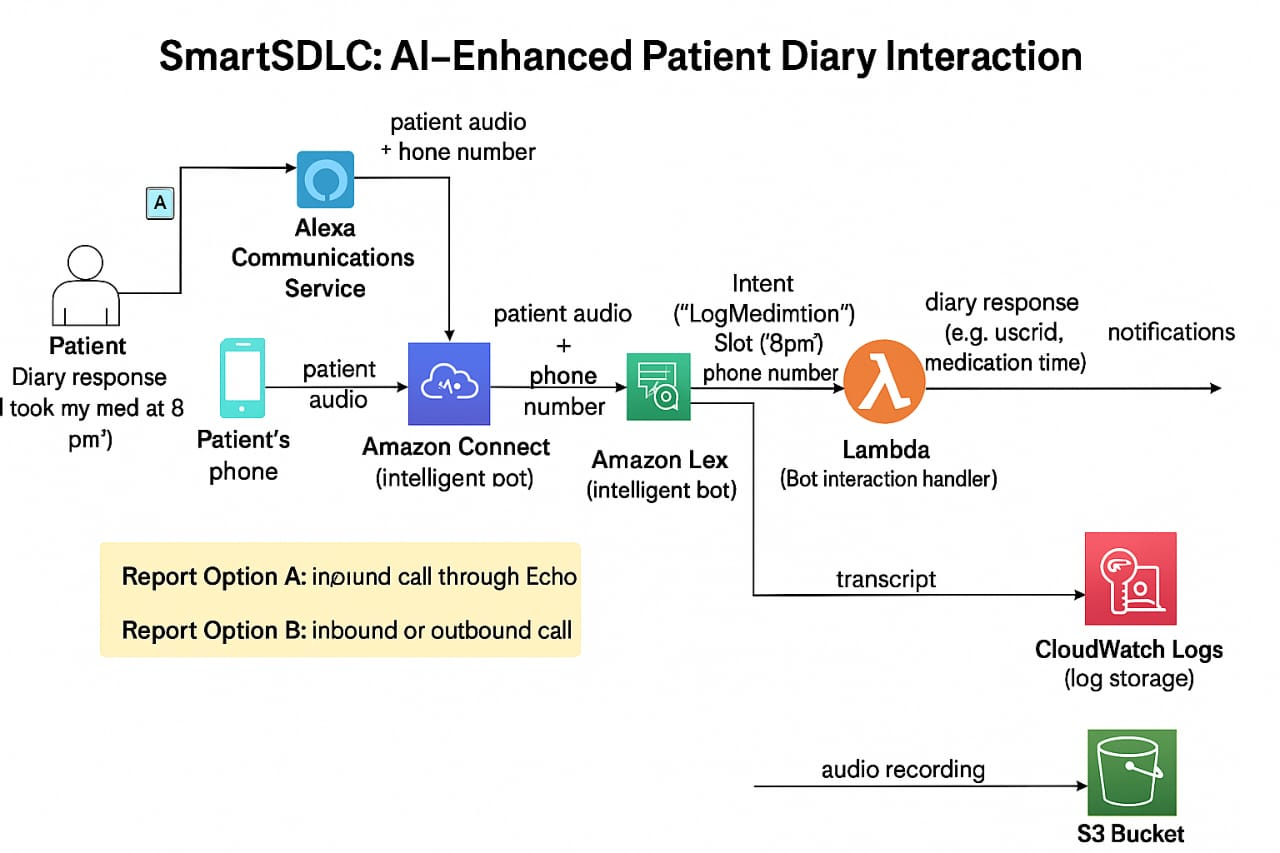 SmartSDLC: AI–Enhanced Patient Diary Interaction
patient audio
+ hone number
A
Alexa
Communications
Service
Patient
Diary response
I took my med at 8
pm’)
Patient’s
phone
patient
audio
Amazon Connect
(intelligent bot)
patient audio
+
phone
number
Amazon Lex
(intelligent bot)
Intent
(“LogMedimtion”)
Slot (‘8pm’)
phone number
Lambda
(Bot interaction handler)
diary response
(e.g. uscrid,
medication time)
notifications
Report Option A: inpund call through Echo
Report Option B: inbound or outbound call
transcript
CloudWatch Logs
(log storage)
audio recording
S3 Bucket